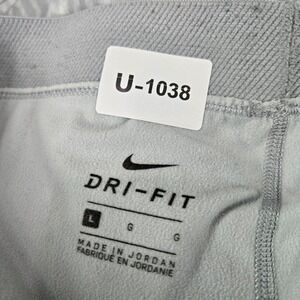 U-1038
DRI-FIT
L G G
MADE IN JORDAN
FABRIQUÉ EN JORDANIE